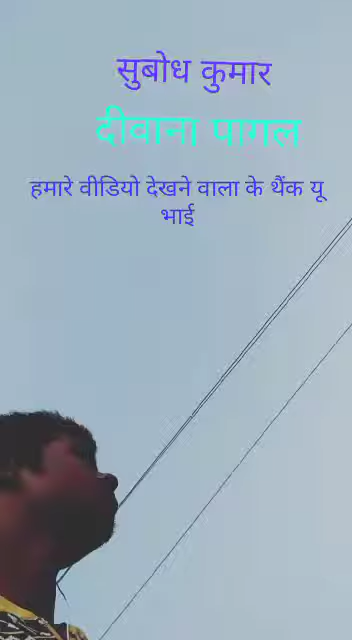 सुबोध कुमार
दीवाना पागल
हमारे वीडियो देखने वाला के थैंक यू
भाई